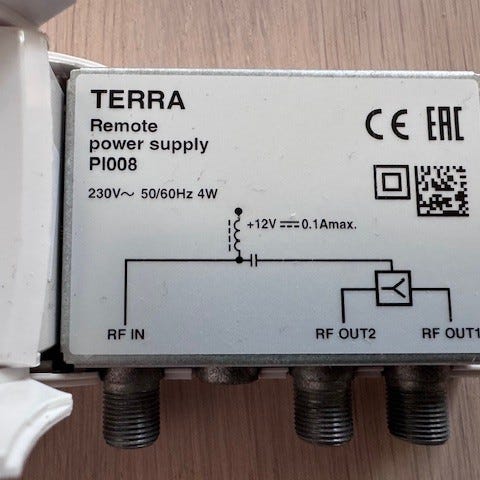 TERRA
Remote
power supply
PI008
230V~ 50/60Hz 4W
CE EAC
+12V ⎓ 0.1Amax.
RF IN
RF OUT2
RF OUT1